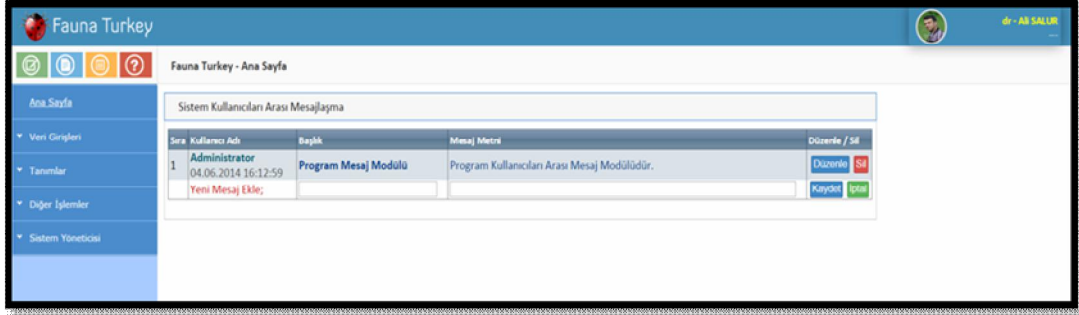 Fauna Turkey
dr - Ali SALUR
Fauna Turkey - Ana Sayfa
Ana Sayfa
Veri Girişleri
Tanımlar
Diğer İşlemler
Sistem Yöneticisi
Sistem Kullanıcıları Arası Mesajlaşma
Sıra Kullanıcı Adı Başlık Mesaj Metni Düzenle / Sil
1 Administrator Program Mesaj Modülü Program Kullanıcıları Arası Mesaj Modülüdür. Düzenle Sil
04.06.2014 16:12:59
Yeni Mesaj Ekle; Kaydet İptal